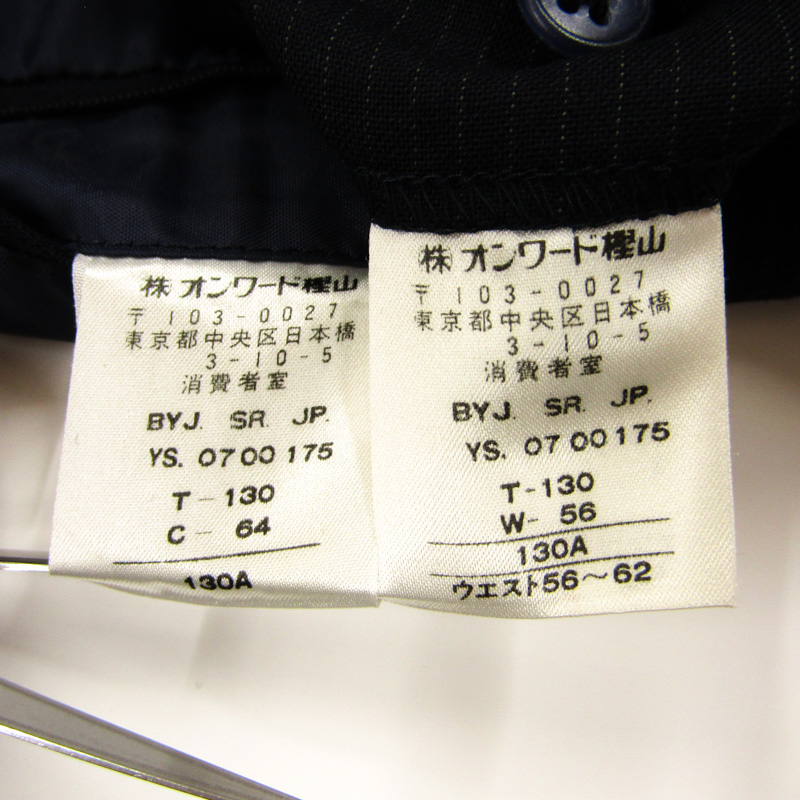 ㈱オンワード樫山
〒103-0027
東京都中央区日本橋
3-10-5
消費者室
BYJ. SR. JP.
YS. 0700175
T-130
C-64
130A
㈱オンワード樫山
〒103-0027
東京都中央区日本橋
3-10-5
消費者室
BYJ. SR. JP.
YS. 0700175
T-130
W-56
130A
ウエスト56〜62